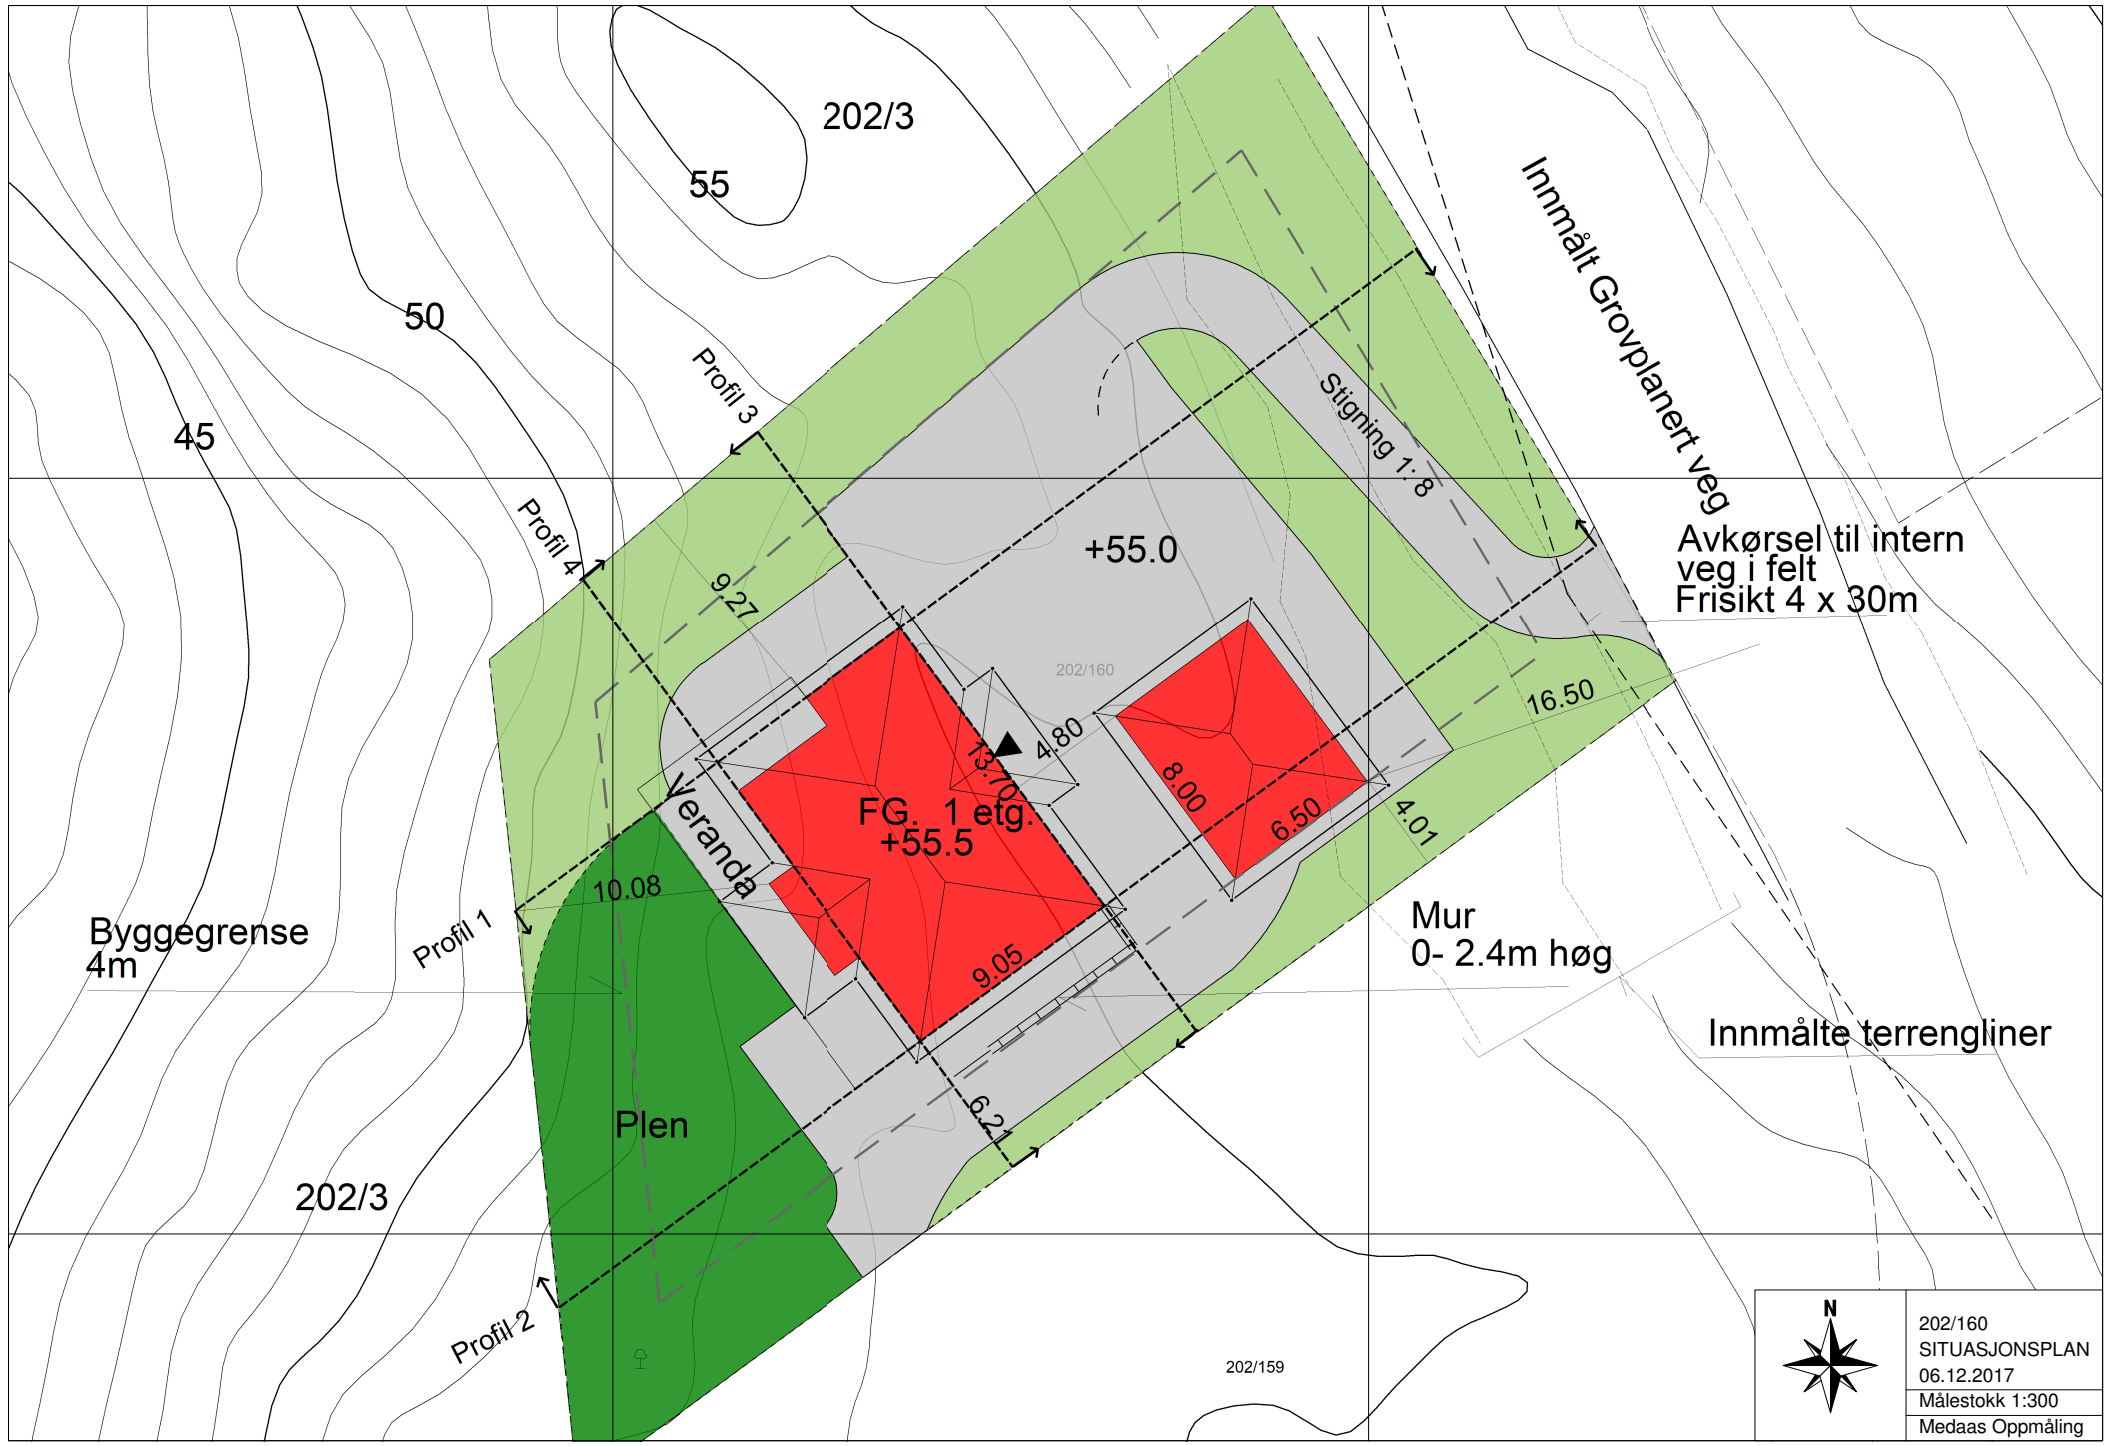 202/3
55
50
45
Profil 3
Profil 4
9.27
Innmålt Grovplanert veg
Stigning 1: 8
+55.0
Avkørsel til intern
veg i felt
Frisikt 4 x 30m
202/160
16.50
4.80
13.70
8.00
6.50
4.01
FG. 1 etg.
+55.5
Veranda
10.08
9.05
Byggegrense
4m
Profil 1
Mur
0- 2.4m høg
Innmålte terrengliner
6.21
Plen
202/3
Profil 2
202/159
N
202/160
SITUASJONSPLAN
06.12.2017
Målestokk 1:300
Medaas Oppmåling